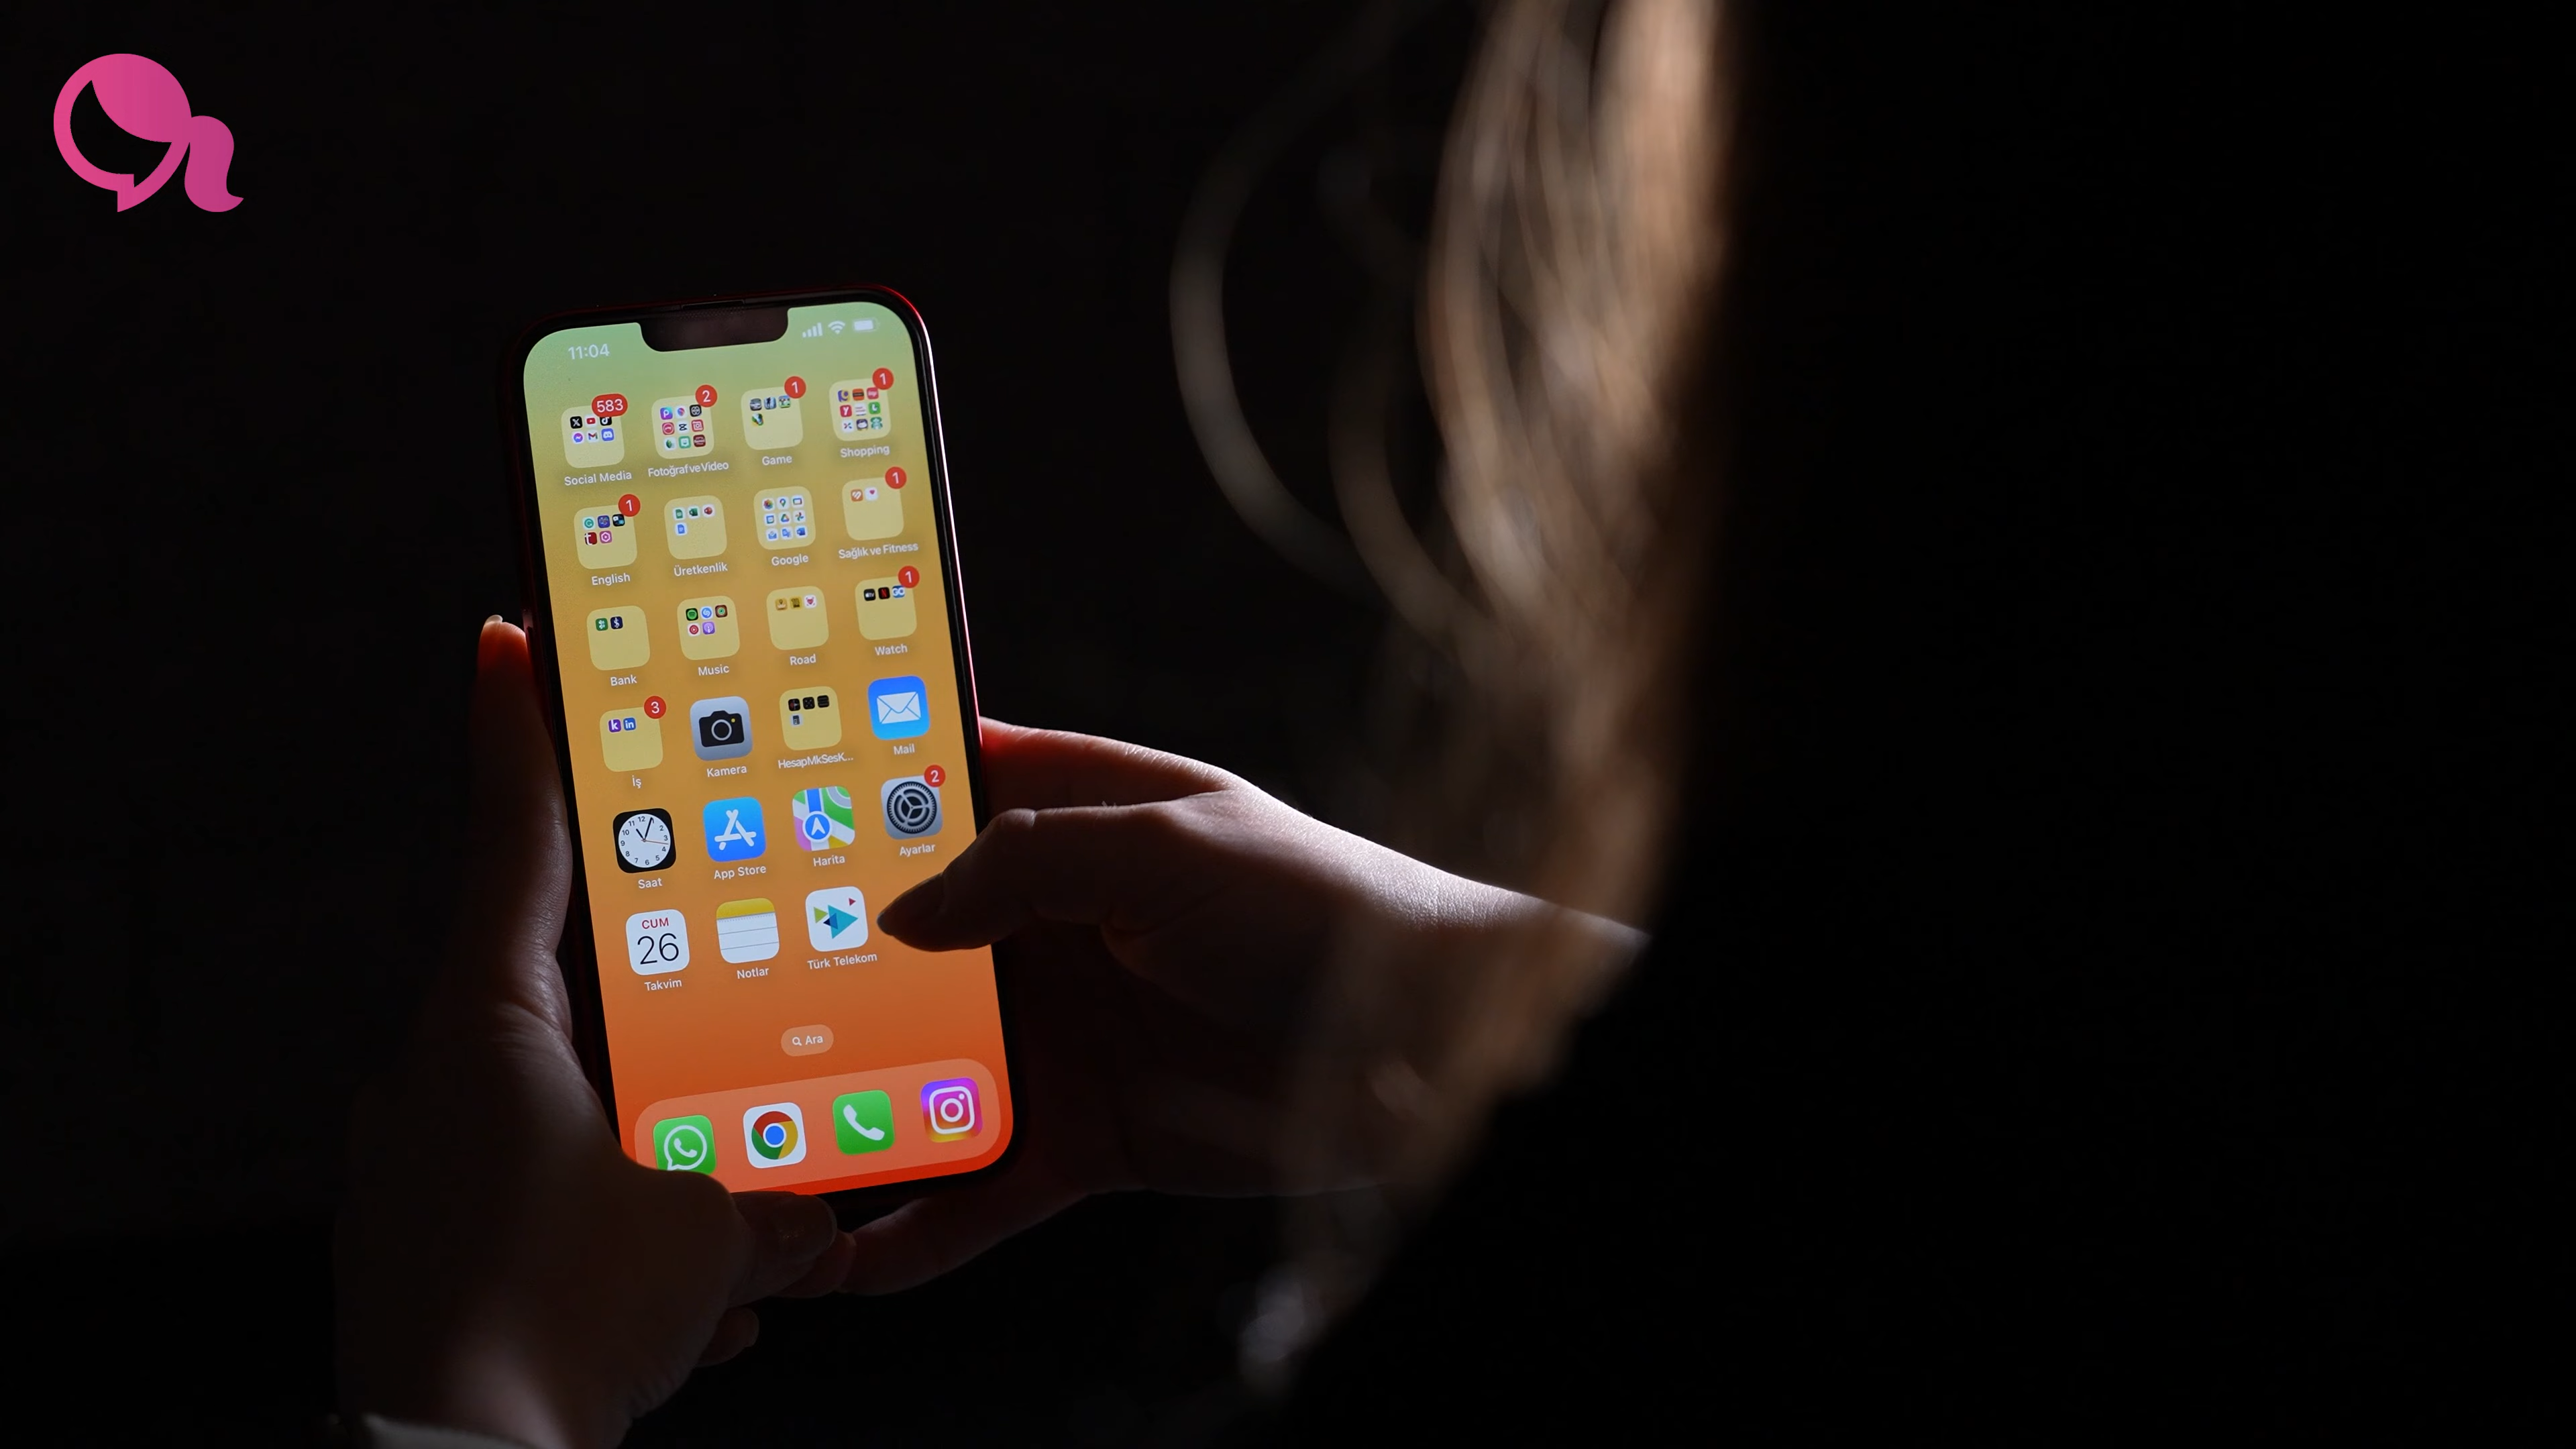 11:04
583
2
1
1
Social Media
Fotoğraf ve Video
Game
Shopping
1
1
English
Üretkenlik
Google
Sağlık ve Fitness
1
Bank
Music
Road
Watch
3
İş
Kamera
HesapMkSesK...
Mail
2
Saat
App Store
Harita
Ayarlar
CUM
26
Takvim
Notlar
Türk Telekom
Ara